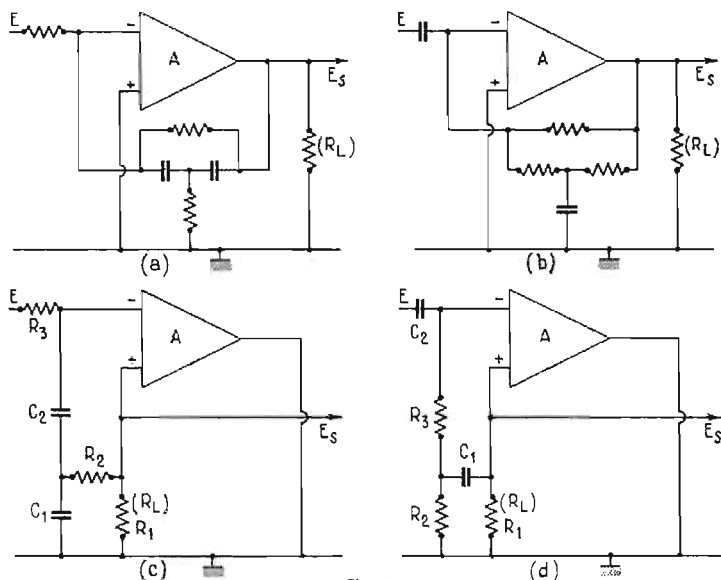 E
A
E_S
(R_L)
(a)
E
A
E_S
(R_L)
(b)
E
R_3
A
C_2
E_S
R_2
C_1
(R_L)
R_1
(c)
E
C_2
A
R_3
C_1
E_S
R_2
(R_L)
R_1
(d)